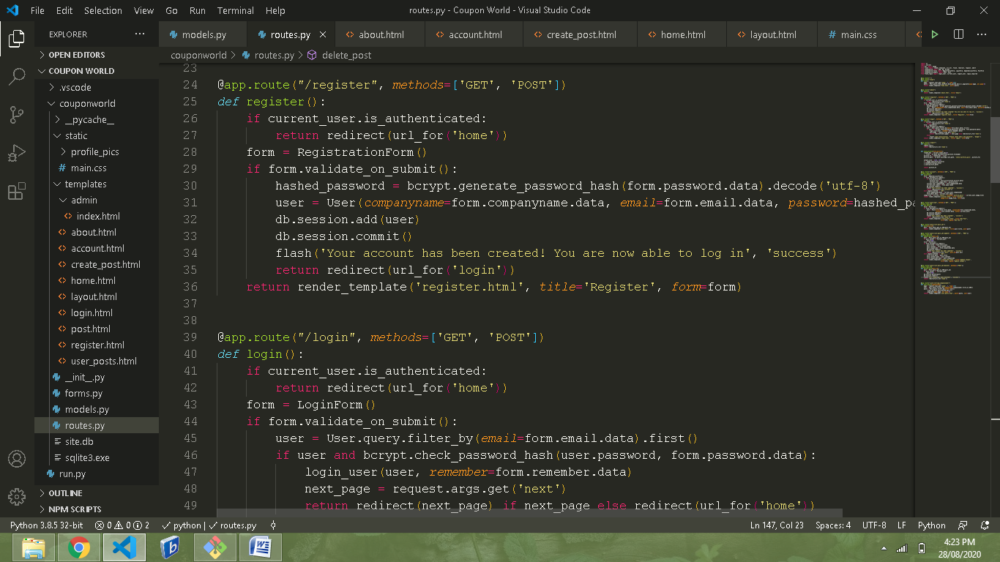 File Edit Selection View Go Run Terminal Help routes.py - Coupon World - Visual Studio Code
EXPLORER ...
models.py routes.py about.html account.html create_post.html home.html layout.html main.css
OPEN EDITORS
COUPON WORLD
.vscode
couponworld
__pycache__
static
profile_pics
main.css
templates
admin
index.html
about.html
account.html
create_post.html
home.html
layout.html
login.html
post.html
register.html
user_posts.html
__init__.py
forms.py
models.py
routes.py
site.db
sqlite3.exe
run.py
OUTLINE
NPM SCRIPTS
couponworld > routes.py > delete_post
23
24 @app.route("/register", methods=['GET', 'POST'])
25 def register():
26 if current_user.is_authenticated:
27 return redirect(url_for('home'))
28 form = RegistrationForm()
29 if form.validate_on_submit():
30 hashed_password = bcrypt.generate_password_hash(form.password.data).decode('utf-8')
31 user = User(companyname=form.companyname.data, email=form.email.data, password=hashed_pa
32 db.session.add(user)
33 db.session.commit()
34 flash('Your account has been created! You are now able to log in', 'success')
35 return redirect(url_for('login'))
36 return render_template('register.html', title='Register', form=form)
37
38
39 @app.route("/login", methods=['GET', 'POST'])
40 def login():
41 if current_user.is_authenticated:
42 return redirect(url_for('home'))
43 form = LoginForm()
44 if form.validate_on_submit():
45 user = User.query.filter_by(email=form.email.data).first()
46 if user and bcrypt.check_password_hash(user.password, form.password.data):
47 login_user(user, remember=form.remember.data)
48 next_page = request.args.get('next')
49 return redirect(next_page) if next_page else redirect(url_for('home'))
Python 3.8.5 32-bit 0 0 2 python | routes.py Ln 147, Col 23 Spaces: 4 UTF-8 LF Python
4:23 PM
28/08/2020